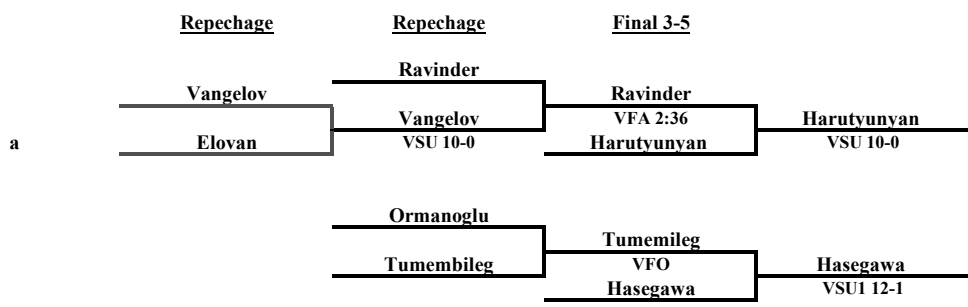 Repechage Repechage Final 3-5
Ravinder
Vangelov Ravinder
Vangelov VFA 2:36 Harutyunyan
a Elovan VSU 10-0 Harutyunyan VSU 10-0
Ormanoglu
Tumemileg
Tumembileg VFO Hasegawa
Hasegawa VSU1 12-1